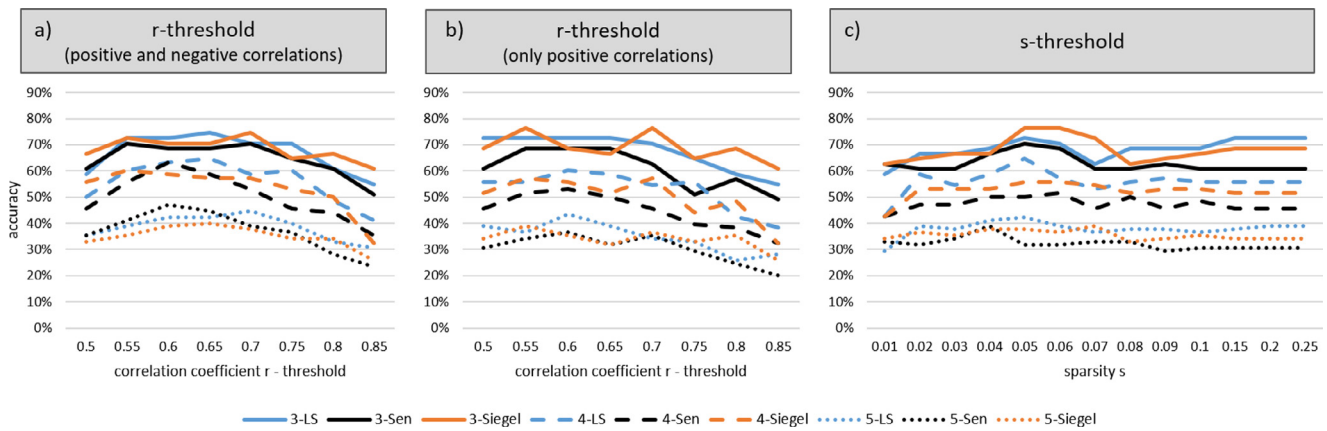 a) r-threshold
(positive and negative correlations)
b) r-threshold
(only positive correlations)
c) s-threshold
accuracy
90%
80%
70%
60%
50%
40%
30%
20%
10%
0%
0.5 0.55 0.6 0.65 0.7 0.75 0.8 0.85
correlation coefficient r - threshold
90%
80%
70%
60%
50%
40%
30%
20%
10%
0%
0.5 0.55 0.6 0.65 0.7 0.75 0.8 0.85
correlation coefficient r - threshold
90%
80%
70%
60%
50%
40%
30%
20%
10%
0%
0.01 0.02 0.03 0.04 0.05 0.06 0.07 0.08 0.09 0.1 0.15 0.2 0.25
sparsity s
3-LS 3-Sen 3-Siegel 4-LS 4-Sen 4-Siegel 5-LS 5-Sen 5-Siegel